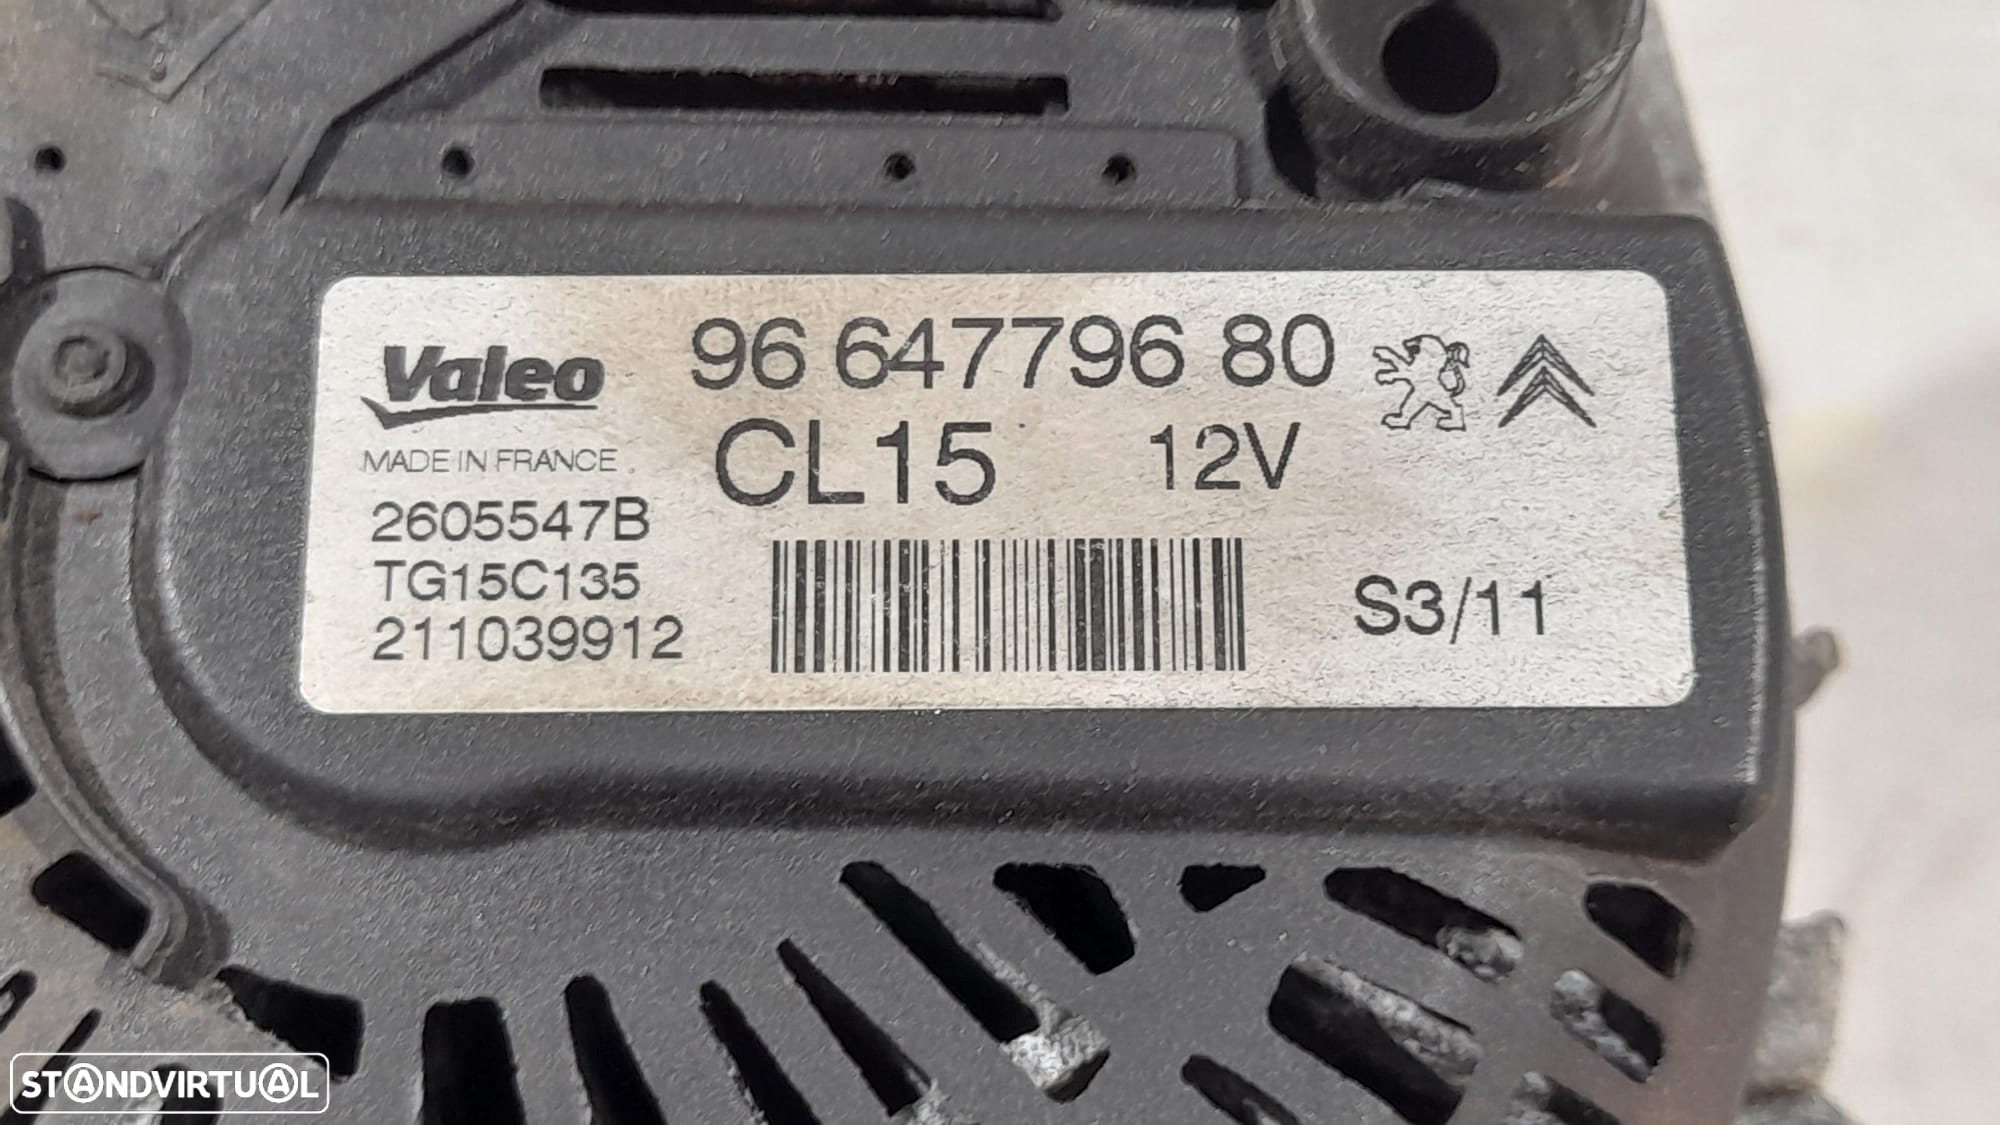 Valeo
96 647796 80
MADE IN FRANCE
CL15 12V
2605547B
TG15C135
211039912
S3/11
STANDVIRTUAL